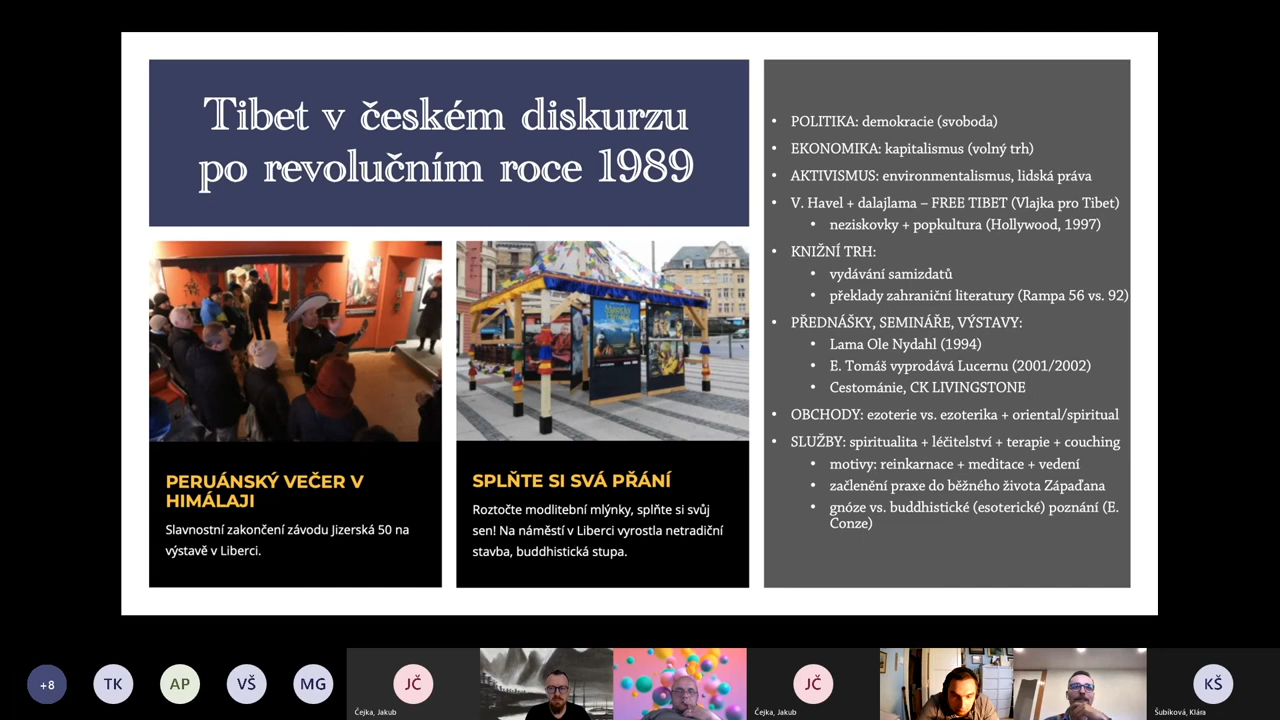 Tibet v českém diskurzu
po revolučním roce 1989
PERUÁNSKÝ VEČER V
HIMÁLAJI
Slavnostní zakončení závodu Jizerská 50 na
výstavě v Liberci.
SPLŇTE SI SVÁ PŘÁNÍ
Roztočte modlitební mlýnky, splňte si svůj
sen! Na náměstí v Liberci vyrostla netradiční
stavba, buddhistická stupa.
• POLITIKA: demokracie (svoboda)
• EKONOMIKA: kapitalismus (volný trh)
• AKTIVISMUS: environmentalismus, lidská práva
• V. Havel + dalajlama – FREE TIBET (Vlajka pro Tibet)
• neziskovky + popkultura (Hollywood, 1997)
• KNIŽNÍ TRH:
• vydávání samizdatů
• překlady zahraniční literatury (Rampa 56 vs. 92)
• PŘEDNÁŠKY, SEMINÁŘE, VÝSTAVY:
• Lama Ole Nydahl (1994)
• E. Tomáš vyprodává Lucernu (2001/2002)
• Cestománie, CK LIVINGSTONE
• OBCHODY: ezoterie vs. ezoterika + oriental/spiritual
• SLUŽBY: spiritualita + léčitelství + terapie + couching
• motivy: reinkarnace + meditace + vedení
• začlenění praxe do běžného života Západana
• gnóze vs. buddhistické (esoterické) poznání (E.
Conze)
+8
TK
AP
VŠ
MG
JČ
Čejka, Jakub
JČ
Čejka, Jakub
KŠ
Šubíková, Klára